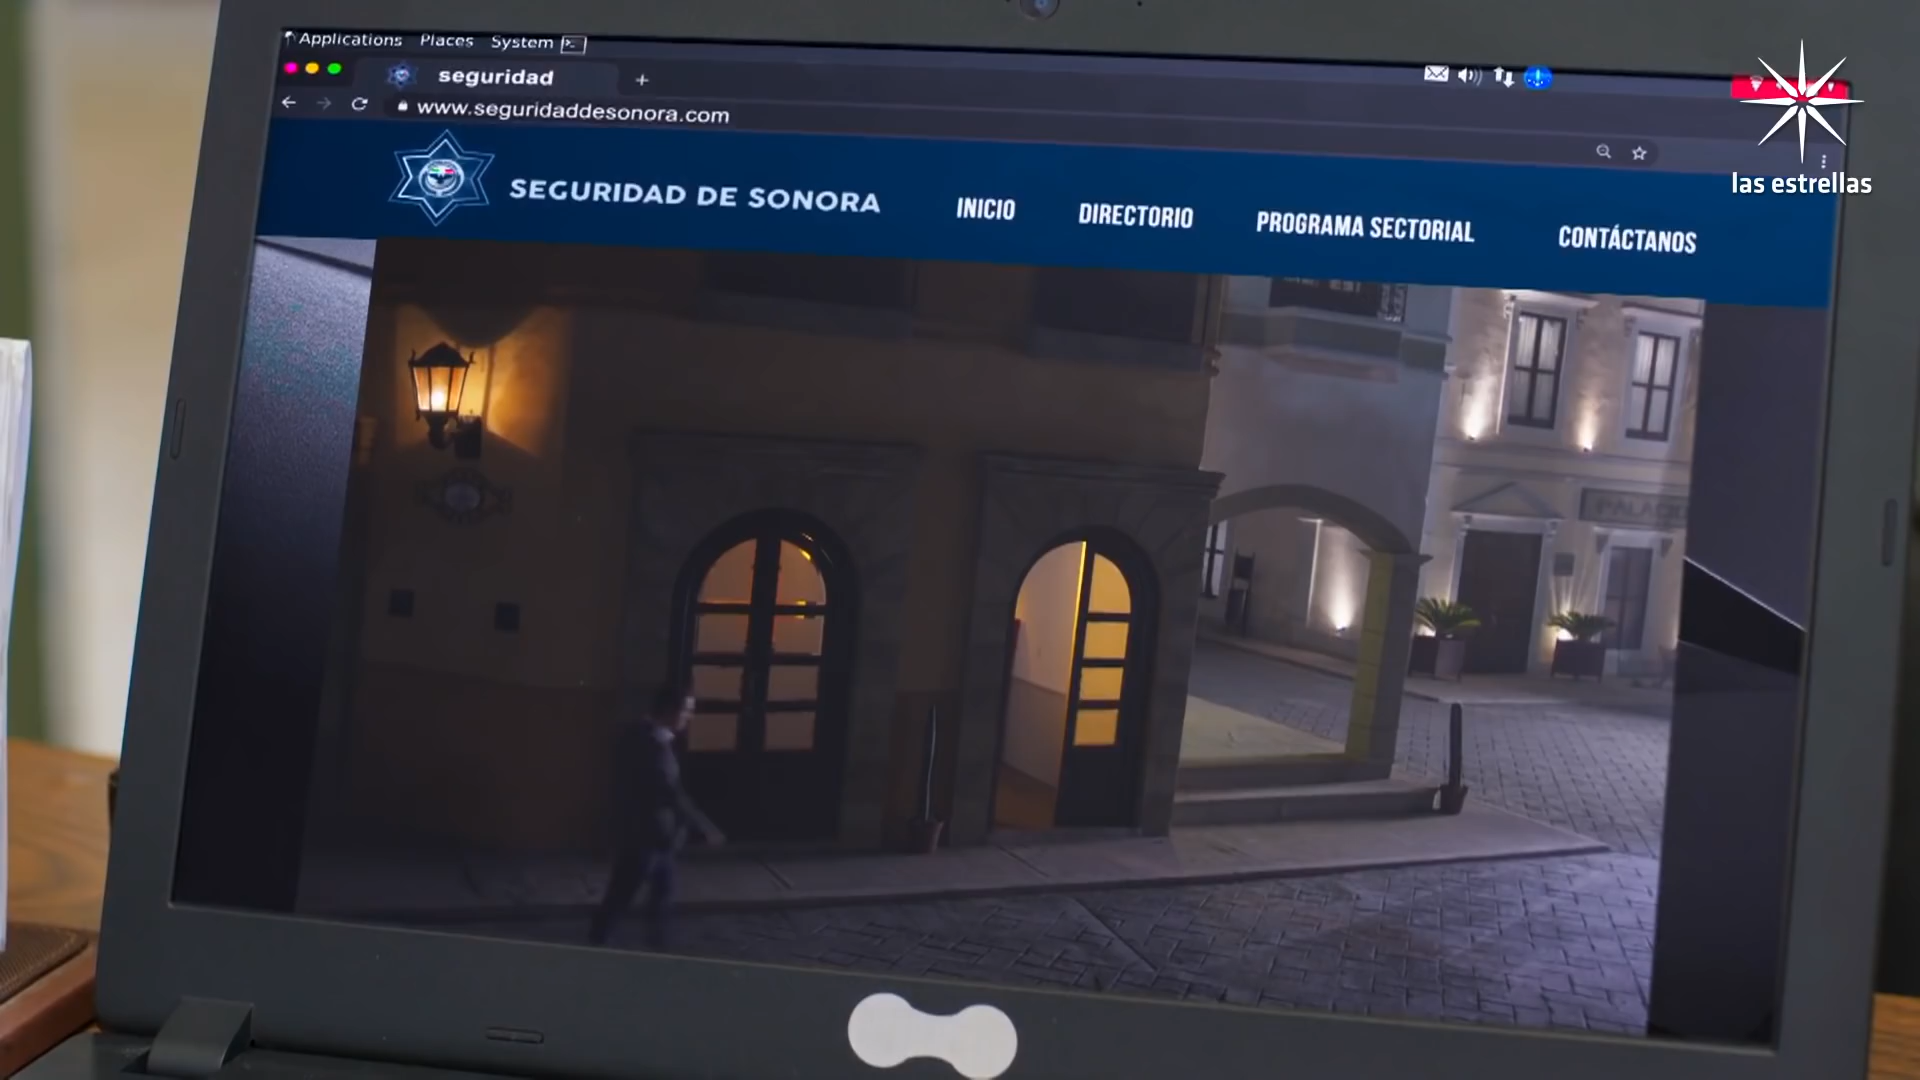 Applications Places System
seguridad
www.seguridaddesonora.com
SEGURIDAD DE SONORA
INICIO
DIRECTORIO
PROGRAMA SECTORIAL
CONTÁCTANOS
las estrellas